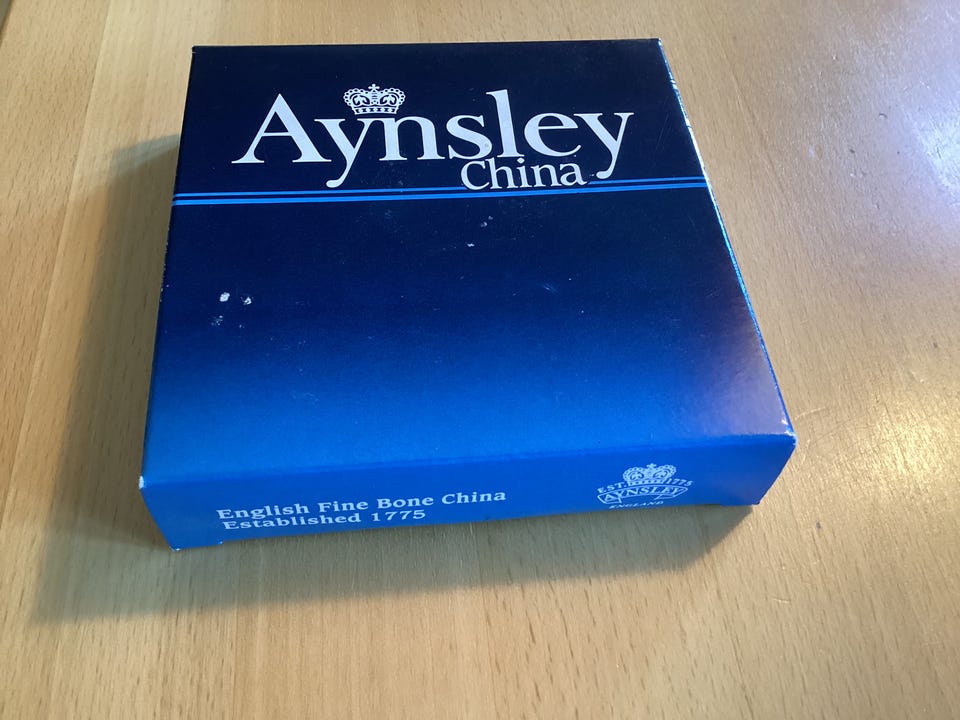 Aynsley
China
English Fine Bone China
Established 1775
EST. 1775
AYNSLEY
ENGLAND